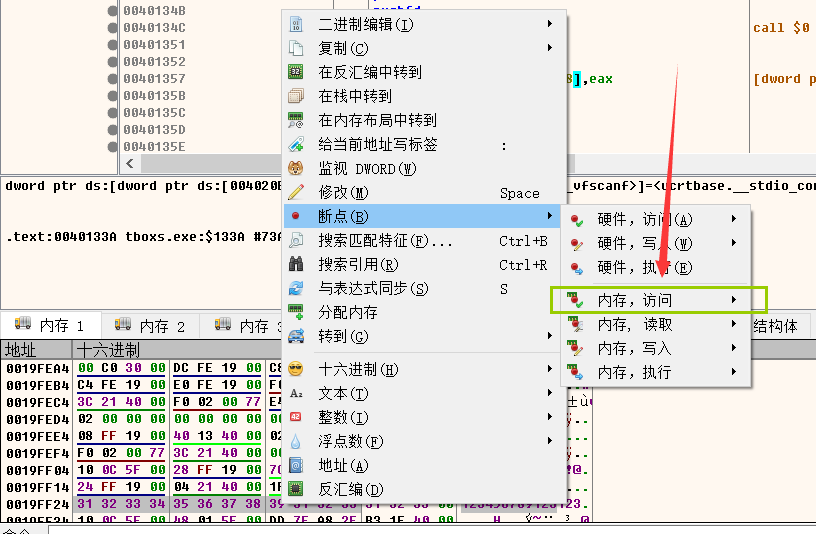 0040134B
0040134C
00401351
00401352
00401357
0040135B
0040135C
0040135D
0040135E
call $0
],eax
[dword p
dword ptr ds:[dword ptr ds:[004020
_vfscanf>]=<ucrtbase.__stdio_co
.text:0040133A tboxs.exe:$133A #73A
二进制编辑(I)
复制(C)
在反汇编中转到
在栈中转到
在内存布局中转到
给当前地址写标签 :
监视 DWORD(W)
修改(M) Space
断点(B)
搜索匹配特征(F)... Ctrl+B
搜索引用(R) Ctrl+R
与表达式同步(S) S
分配内存
转到(G)
十六进制(H)
文本(T)
整数(I)
浮点数(F)
地址(A)
反汇编(D)
硬件，访问(A)
硬件，写入(W)
硬件，执行(E)
内存，访问
内存，读取
内存，写入
内存，执行
内存 1 内存 2 内存 3 结构体
地址 十六进制
0019FEA4 00 C0 30 00 DC FE 19 00
0019FEB4 C4 FE 19 00 E0 FE 19 00
0019FEC4 3C 21 40 00 F0 02 00 77
0019FED4 02 00 00 00 00 00 00 00
0019FEE4 08 FF 19 00 40 13 40 00
0019FEF4 F0 02 00 77 3C 21 40 00
0019FF04 10 0C 5F 00 28 FF 19 00
0019FF14 24 FF 19 00 04 21 40 00
0019FF24 31 32 33 34 35 36 37 38
0019FF34 10 0C 5F 00